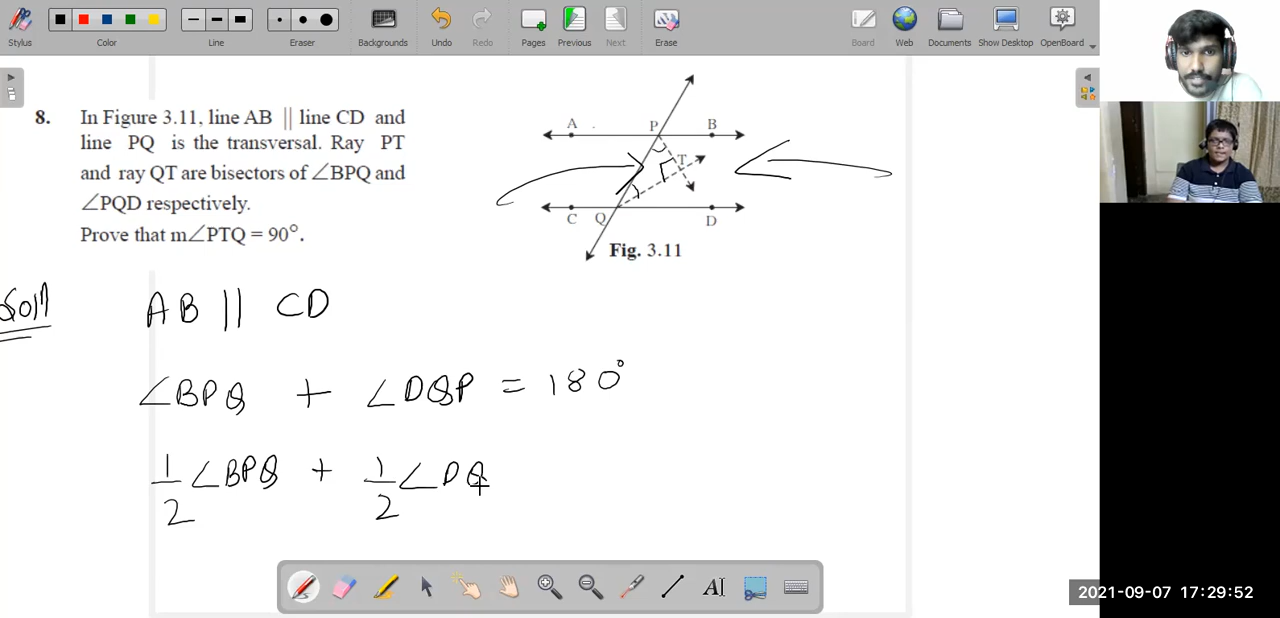 Stylus Color Line Eraser Backgrounds Undo Redo Pages Previous Next Erase Board Web Documents Show Desktop OpenBoard
8. In Figure 3.11, line AB || line CD and
line PQ is the transversal. Ray PT
and ray QT are bisectors of ∠BPQ and
∠PQD respectively.
Prove that m∠PTQ = 90°.
A P B
T
C Q D
Fig. 3.11
Soln AB || CD
∠BPQ + ∠DQP = 180°
1/2 ∠BPQ + 1/2 ∠DQ
AI
2021-09-07 17:29:52